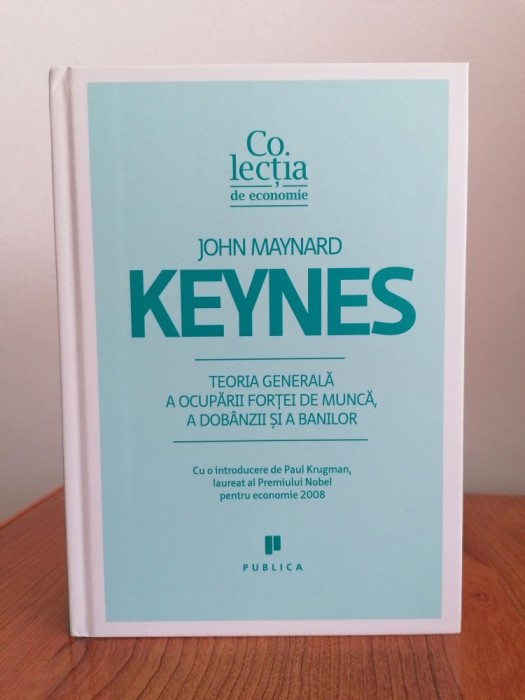 Co.
lecția
de economie
JOHN MAYNARD
KEYNES
TEORIA GENERALĂ
A OCUPĂRII FORȚEI DE MUNCĂ,
A DOBÂNZII ȘI A BANILOR
Cu o introducere de Paul Krugman,
laureat al Premiului Nobel
pentru economie 2008
PUBLICA